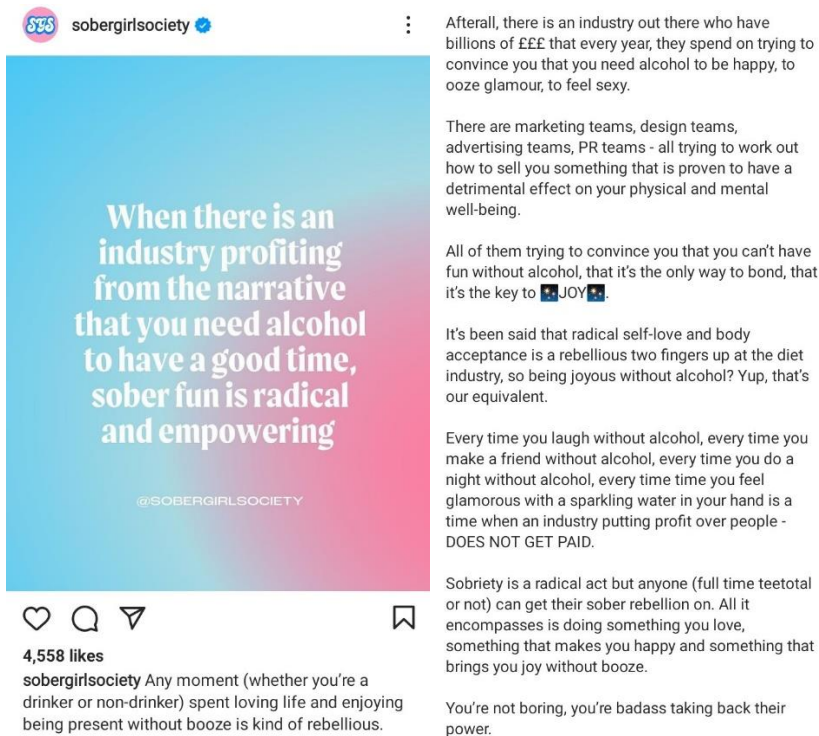 SGS
sobergirlsociety
When there is an
industry profiting
from the narrative
that you need alcohol
to have a good time,
sober fun is radical
and empowering
@SOBERGIRLSOCIETY
4,558 likes
sobergirlsociety Any moment (whether you're a
drinker or non-drinker) spent loving life and enjoying
being present without booze is kind of rebellious.
Afterall, there is an industry out there who have
billions of £££ that every year, they spend on trying to
convince you that you need alcohol to be happy, to
ooze glamour, to feel sexy.
There are marketing teams, design teams,
advertising teams, PR teams - all trying to work out
how to sell you something that is proven to have a
detrimental effect on your physical and mental
well-being.
All of them trying to convince you that you can't have
fun without alcohol, that it's the only way to bond, that
it's the key to 🎇JOY🎇.
It's been said that radical self-love and body
acceptance is a rebellious two fingers up at the diet
industry, so being joyous without alcohol? Yup, that's
our equivalent.
Every time you laugh without alcohol, every time you
make a friend without alcohol, every time you do a
night without alcohol, every time time you feel
glamorous with a sparkling water in your hand is a
time when an industry putting profit over people -
DOES NOT GET PAID.
Sobriety is a radical act but anyone (full time teetotal
or not) can get their sober rebellion on. All it
encompasses is doing something you love,
something that makes you happy and something that
brings you joy without booze.
You're not boring, you're badass taking back their
power.